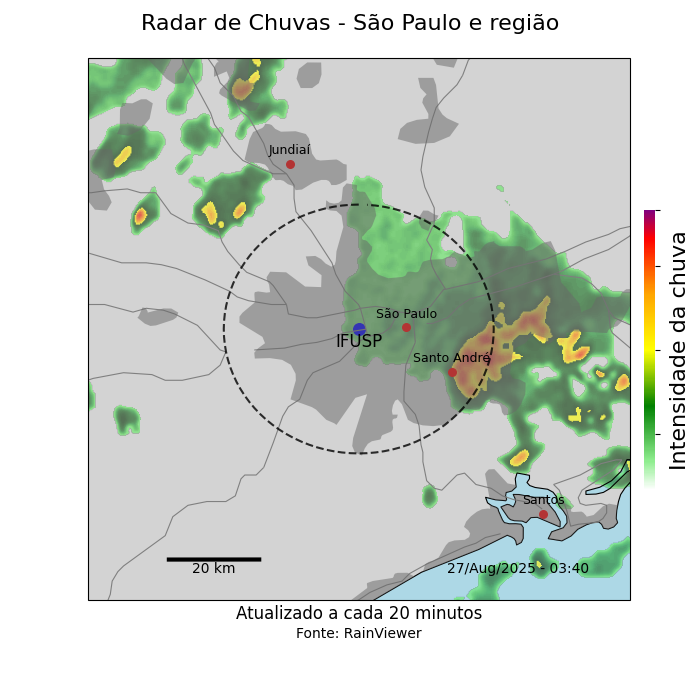 Radar de Chuvas - São Paulo e região
Jundiaí
São Paulo
IFUSP
Santo André
Santos
20 km
27/Aug/2025 - 03:40
Intensidade da chuva
Atualizado a cada 20 minutos
Fonte: RainViewer